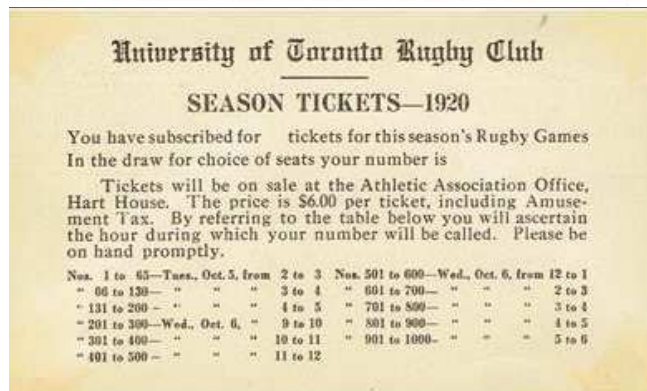 University of Toronto Rugby Club
SEASON TICKETS—1920
You have subscribed for tickets for this season's Rugby Games
In the draw for choice of seats your number is
Tickets will be on sale at the Athletic Association Office,
Hart House. The price is $6.00 per ticket, including Amuse-
ment Tax. By referring to the table below you will ascertain
the hour during which your number will be called. Please be
on hand promptly.
Nos. 1 to 65—Tues., Oct. 5, from 2 to 3 Nos. 501 to 600—Wed., Oct. 6, from 12 to 1
" 66 to 130— " " " 3 to 4 " 601 to 700— " " " 2 to 3
" 131 to 200 – " " " 4 to 5 " 701 to 800— " " " 3 to 4
" 201 to 300—Wed., Oct. 6, " 9 to 10 " 801 to 900— " " " 4 to 5
" 301 to 400— " " " 10 to 11 " 901 to 1000– " " " 5 to 6
" 401 to 500 – " " " 11 to 12